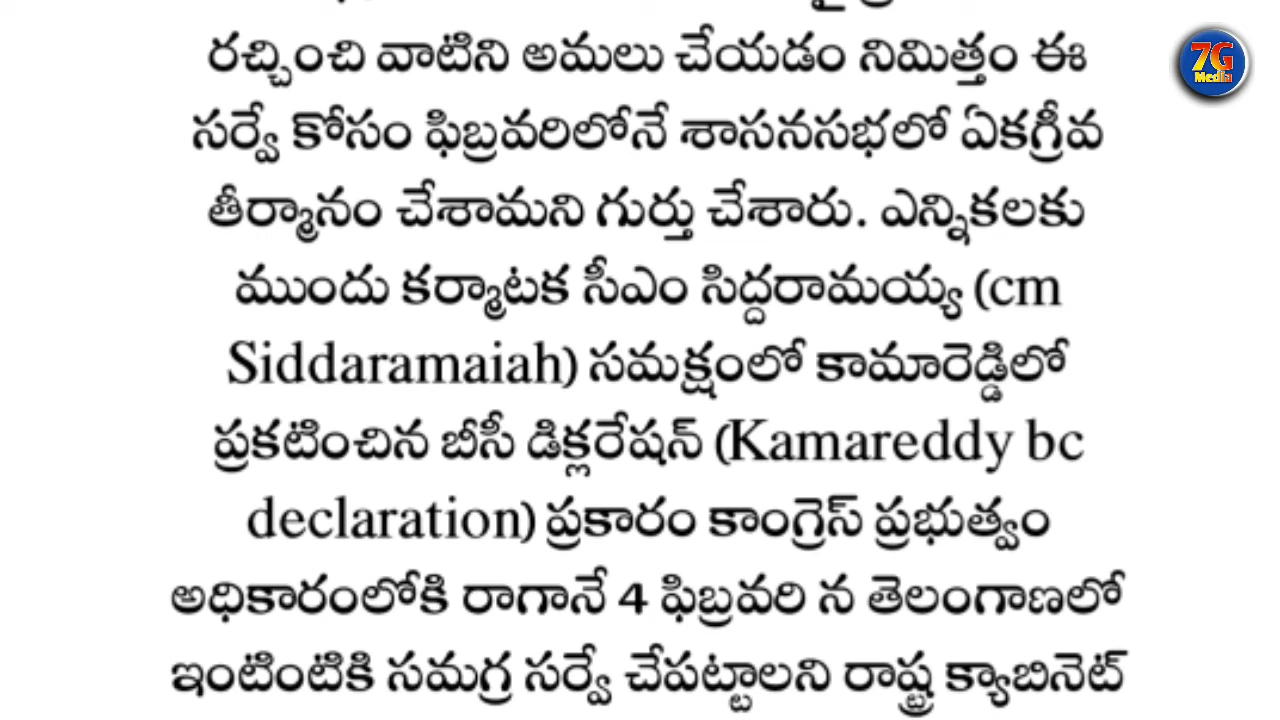 రచ్చించి వాటిని అమలు చేయడం నిమిత్తం ఈ
7G
Media
సర్వే కోసం ఫిబ్రవరిలోనే శాసనసభలో ఏకగ్రీవ
తీర్మానం చేశామని గుర్తు చేశారు. ఎన్నికలకు
ముందు కర్మాటక సీఎం సిద్దరామయ్య (cm
Siddaramaiah) సమక్షంలో కామారెడ్డిలో
ప్రకటించిన బీసీ డిక్లరేషన్ (Kamareddy bc
declaration) ప్రకారం కాంగ్రెస్ ప్రభుత్వం
అధికారంలోకి రాగానే 4 ఫిబ్రవరి న తెలంగాణలో
ఇంటింటికి సమగ్ర సర్వే చేపట్టాలని రాష్ట్ర క్యాబినెట్